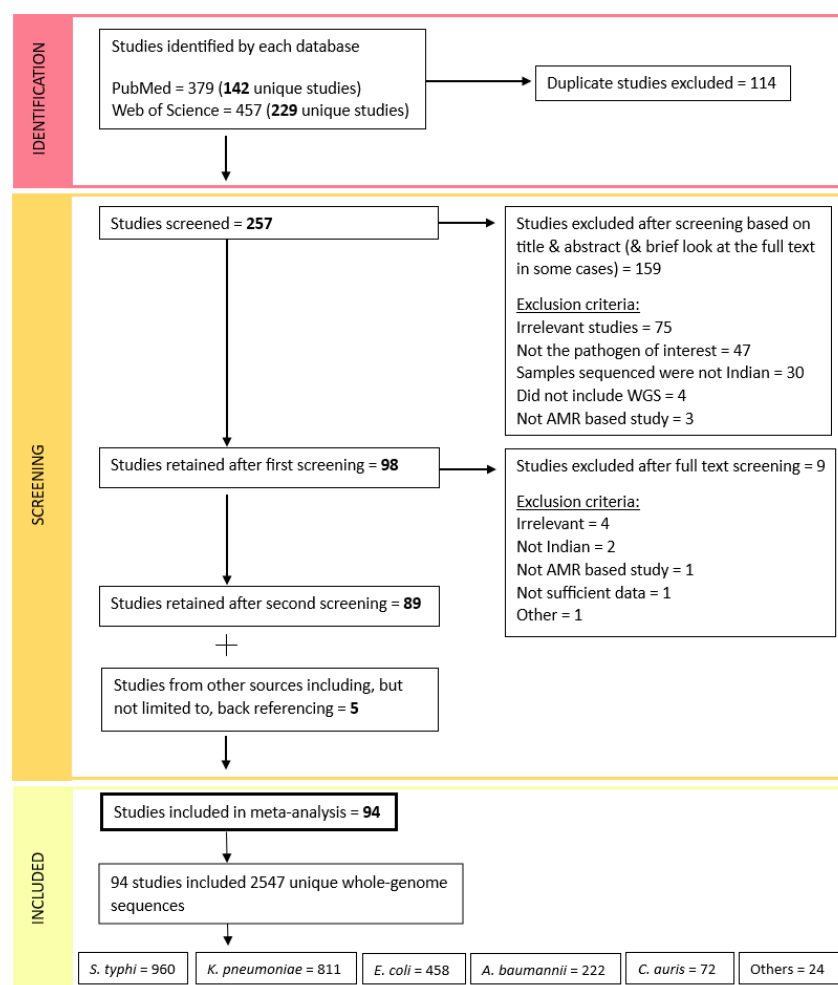 IDENTIFICATION
Studies identified by each database
PubMed = 379 (142 unique studies)
Web of Science = 457 (229 unique studies)
Duplicate studies excluded = 114
SCREENING
Studies screened = 257
Studies excluded after screening based on
title & abstract (& brief look at the full text
in some cases) = 159
Exclusion criteria:
Irrelevant studies = 75
Not the pathogen of interest = 47
Samples sequenced were not Indian = 30
Did not include WGS = 4
Not AMR based study = 3
Studies retained after first screening = 98
Studies excluded after full text screening = 9
Exclusion criteria:
Irrelevant = 4
Not Indian = 2
Not AMR based study = 1
Not sufficient data = 1
Other = 1
Studies retained after second screening = 89
+
Studies from other sources including, but
not limited to, back referencing = 5
INCLUDED
Studies included in meta-analysis = 94
94 studies included 2547 unique whole-genome
sequences
S. typhi = 960
K. pneumoniae = 811
E. coli = 458
A. baumannii = 222
C. auris = 72
Others = 24